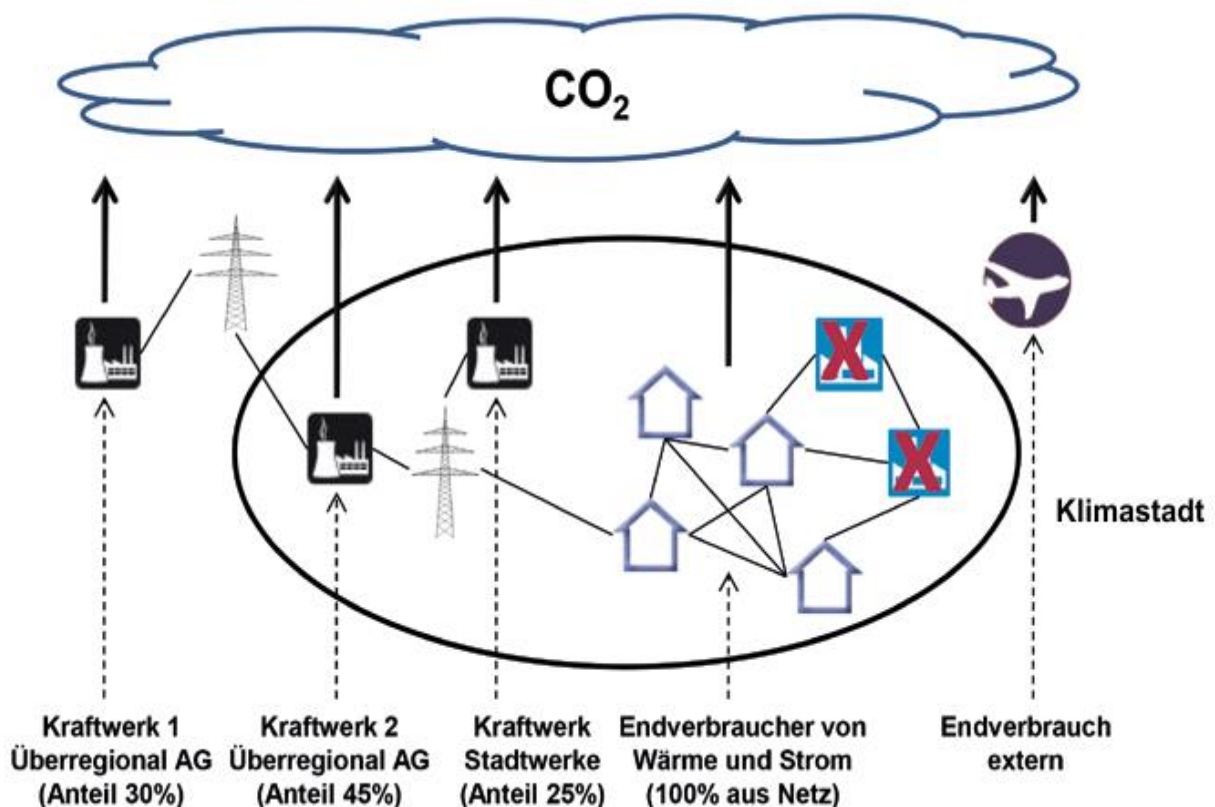 CO₂
Klimastadt
Kraftwerk 1
Überregional AG
(Anteil 30%)
Kraftwerk 2
Überregional AG
(Anteil 45%)
Kraftwerk
Stadtwerke
(Anteil 25%)
Endverbraucher von
Wärme und Strom
(100% aus Netz)
Endverbrauch
extern